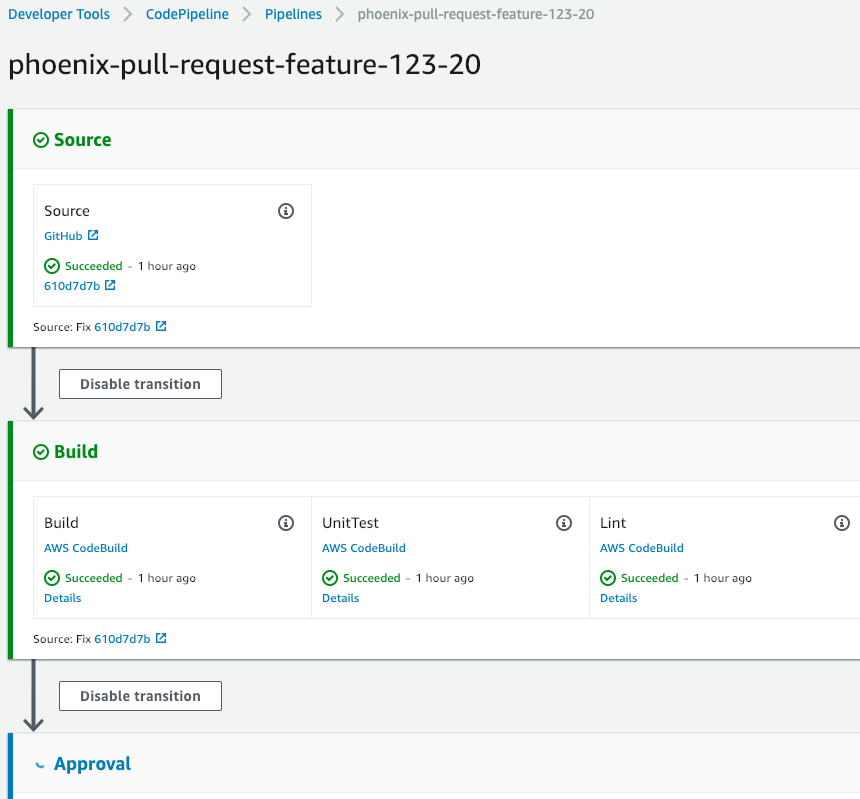 Developer Tools > CodePipeline > Pipelines > phoenix-pull-request-feature-123-20
phoenix-pull-request-feature-123-20
Source
Source
GitHub
Succeeded - 1 hour ago
610d7d7b
Source: Fix 610d7d7b
Disable transition
Build
Build
AWS CodeBuild
Succeeded - 1 hour ago
Details
UnitTest
AWS CodeBuild
Succeeded - 1 hour ago
Details
Lint
AWS CodeBuild
Succeeded - 1 hour ago
Details
Source: Fix 610d7d7b
Disable transition
Approval